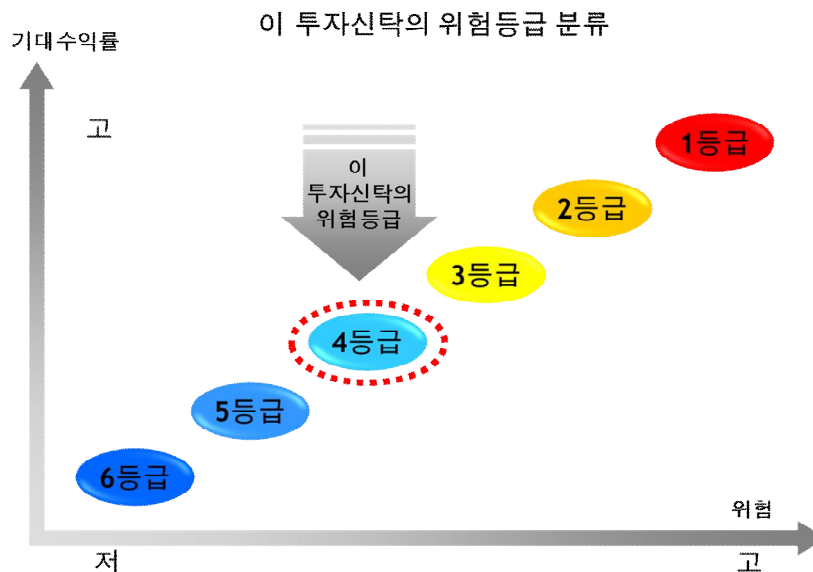 이 투자신탁의 위험등급 분류
기대수익률
고
1등급
이
투자신탁의
위험등급
2등급
3등급
4등급
5등급
6등급
위험
저
고